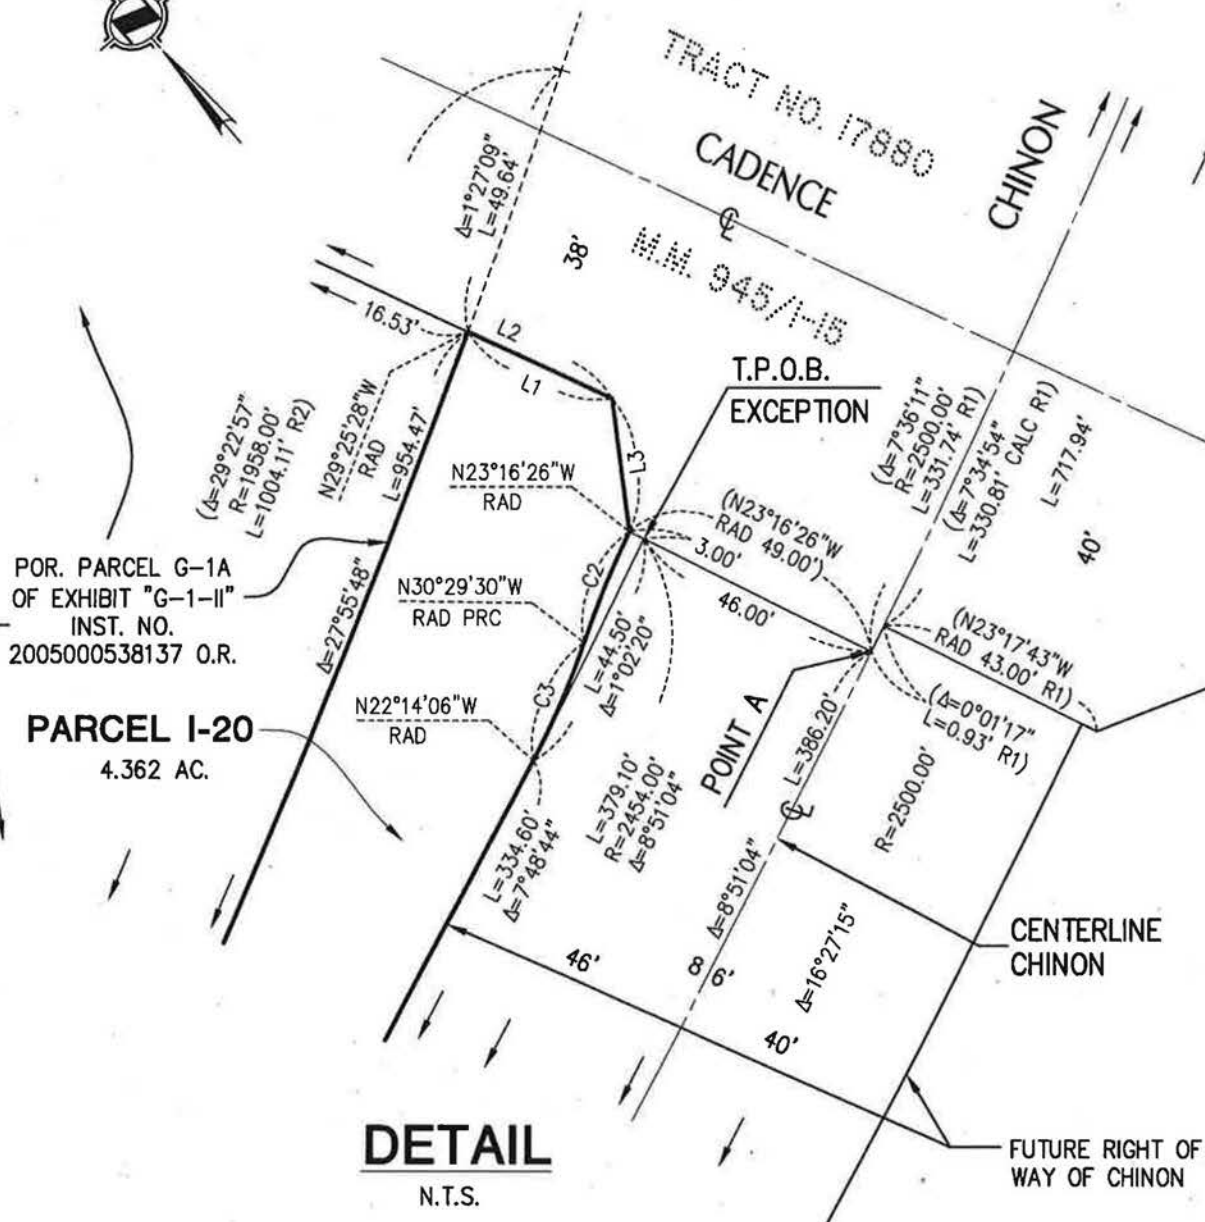 TRACT NO. 17880
CADENCE
CHINON
℄
M.M. 945/1-15
38'
Δ=1°27'09"
L=49.64'
16.53'
L2
L1
T.P.O.B.
EXCEPTION
(Δ=7°36'11"
R=2500.00'
L=331.74' R1)
(Δ=7°34'54"
L=330.81' CALC R1)
L=717.94'
40'
(Δ=29°22'57"
R=1958.00'
L=1004.11' R2)
N29°25'28"W
RAD
L=954.47'
Δ=27°55'48"
N23°16'26"W
RAD
L3
(N23°16'26"W
RAD 49.00')
3.00'
46.00'
POR. PARCEL G-1A
OF EXHIBIT "G-1-II"
INST. NO.
2005000538137 O.R.
C2
N30°29'30"W
RAD PRC
L=44.50'
Δ=1°02'20"
(N23°17'43"W
RAD 43.00' R1)
(Δ=0°01'17"
L=0.93' R1)
PARCEL I-20
4.362 AC.
N22°14'06"W
RAD
C3
POINT A
L=386.20'
℄
R=2500.00'
L=379.10'
R=2454.00'
Δ=8°51'04"
L=334.60'
Δ=7°48'44"
Δ=8°51'04"
Δ=16°27'15"
CENTERLINE
CHINON
46'
8 6'
40'
DETAIL
N.T.S.
FUTURE RIGHT OF
WAY OF CHINON